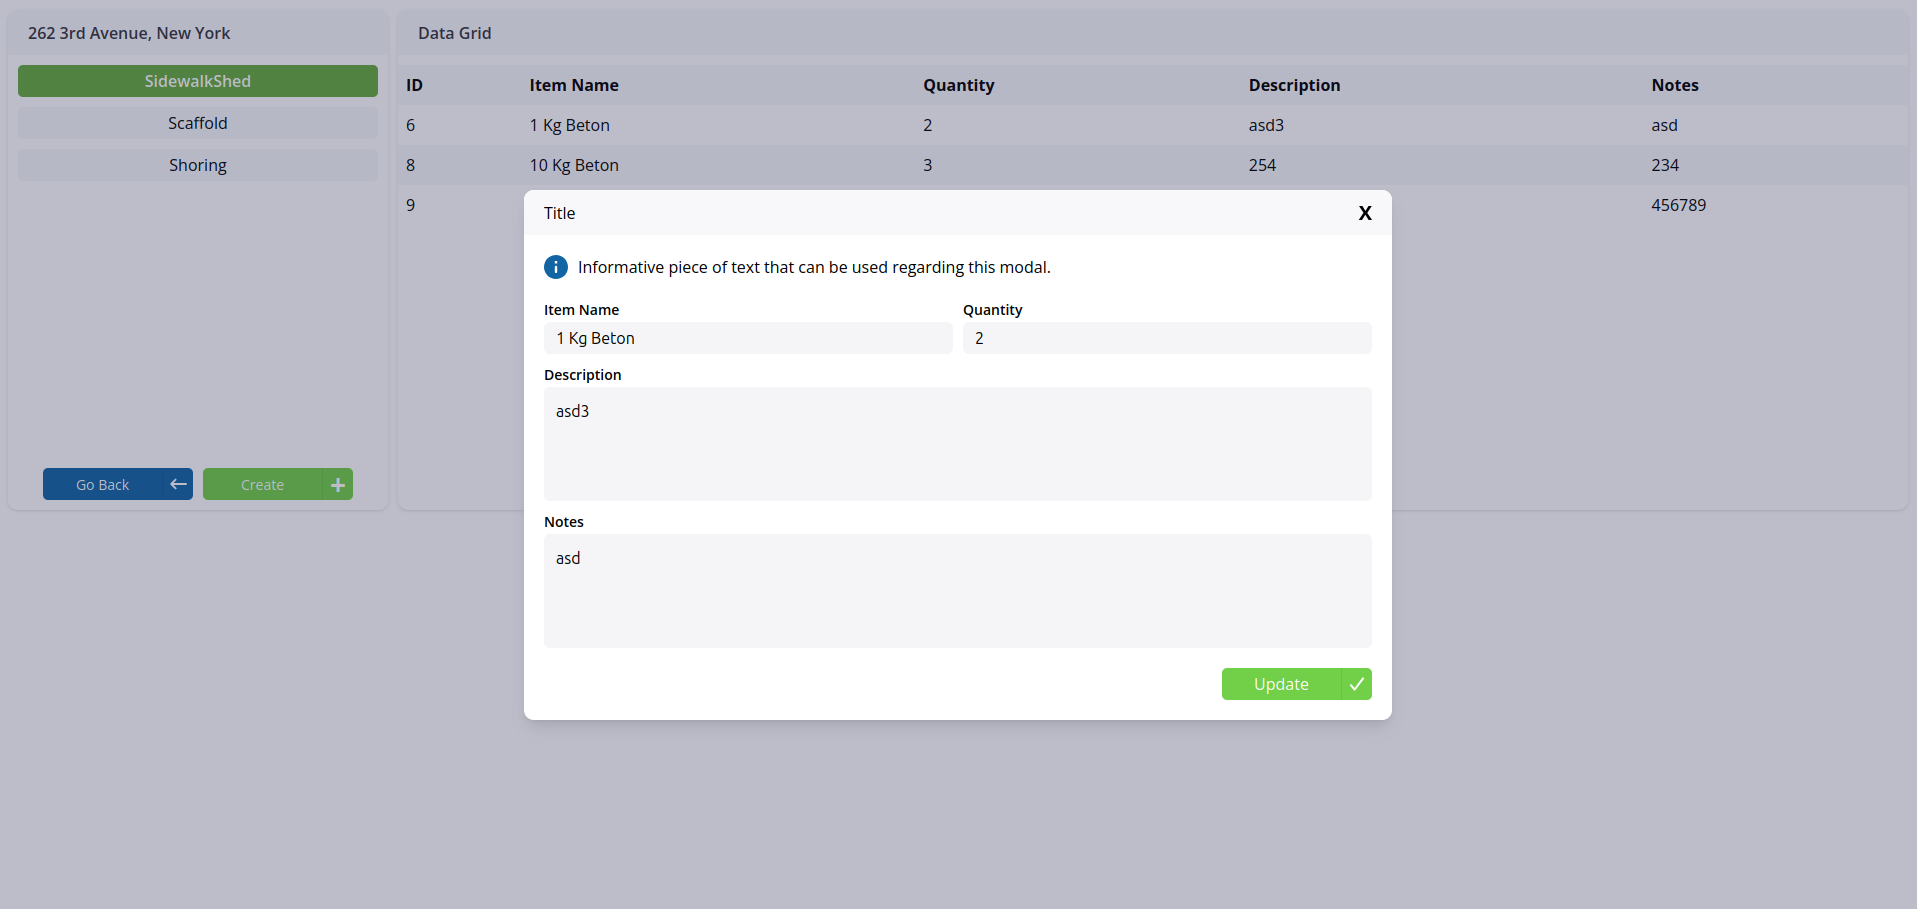 262 3rd Avenue, New York
SidewalkShed
Scaffold
Shoring
Go Back
Create
Data Grid
ID Item Name Quantity Description Notes
6 1 Kg Beton 2 asd3 asd
8 10 Kg Beton 3 254 234
9 456789
Title X
Informative piece of text that can be used regarding this modal.
Item Name Quantity
1 Kg Beton 2
Description
asd3
Notes
asd
Update